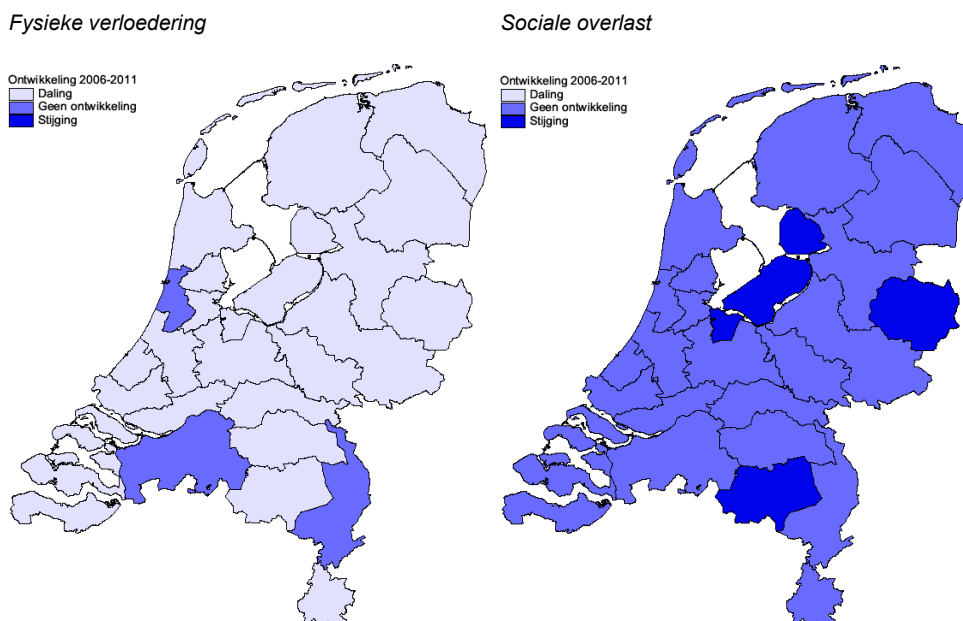 Fysieke verloedering
Ontwikkeling 2006-2011
Daling
Geen ontwikkeling
Stijging
Sociale overlast
Ontwikkeling 2006-2011
Daling
Geen ontwikkeling
Stijging